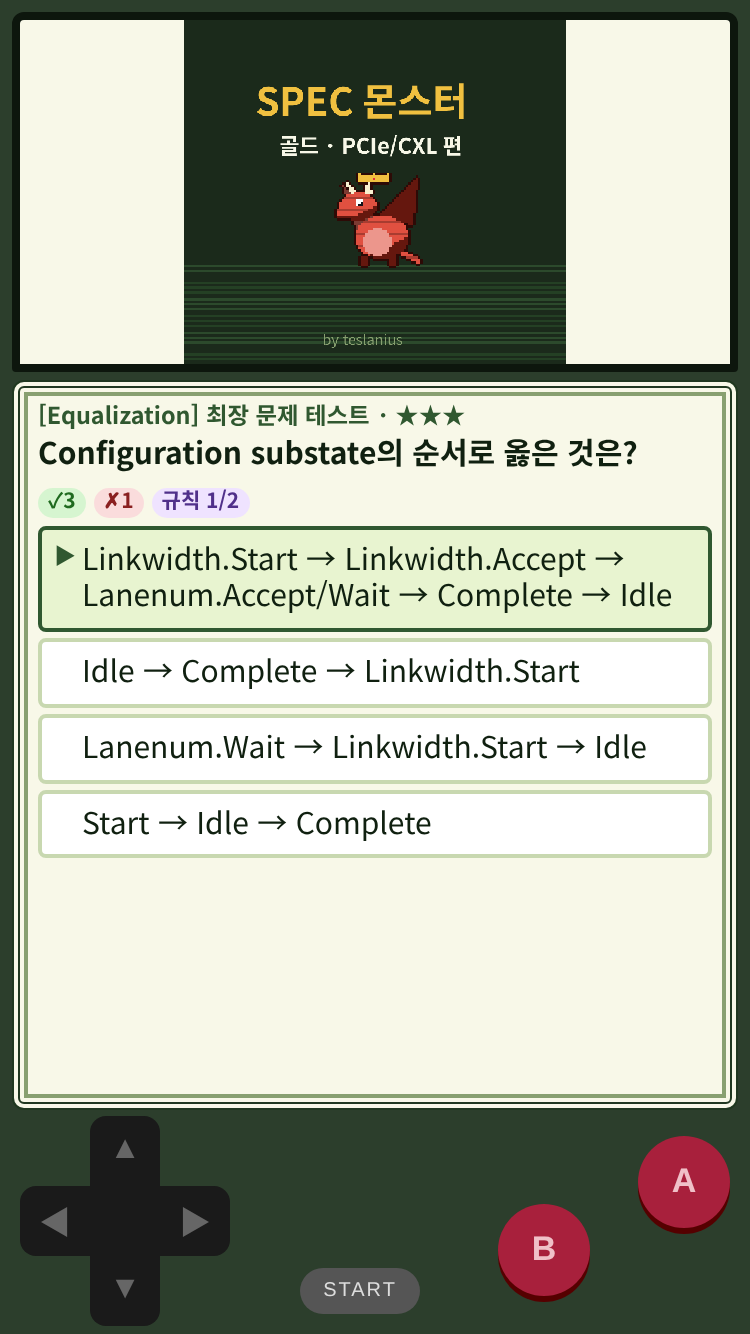 SPEC 몬스터
골드 · PCIe/CXL 편
by teslanius
[Equalization] 최장 문제 테스트 · ★★★
Configuration substate의 순서로 옳은 것은?
✓3 ✗1 규칙 1/2
▶ Linkwidth.Start → Linkwidth.Accept →
Lanenum.Accept/Wait → Complete → Idle
Idle → Complete → Linkwidth.Start
Lanenum.Wait → Linkwidth.Start → Idle
Start → Idle → Complete
▲
◀ ▶
▼
A
B
START